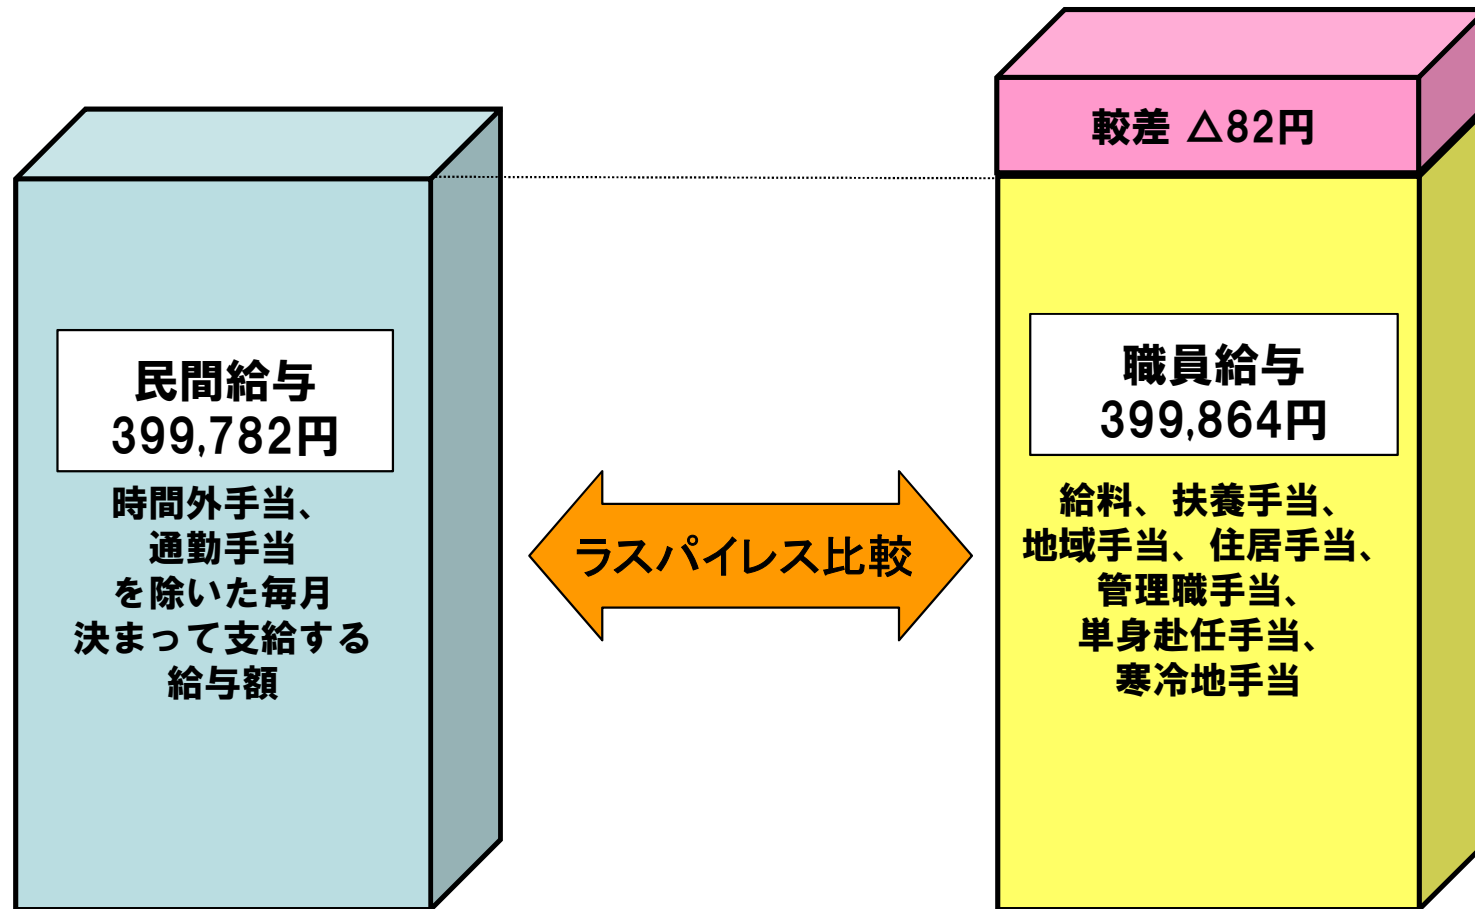 較差 △82円
民間給与
399,782円
時間外手当、
通勤手当
を除いた毎月
決まって支給する
給与額
ラスパイレス比較
職員給与
399,864円
給料、扶養手当、
地域手当、住居手当、
管理職手当、
単身赴任手当、
寒冷地手当